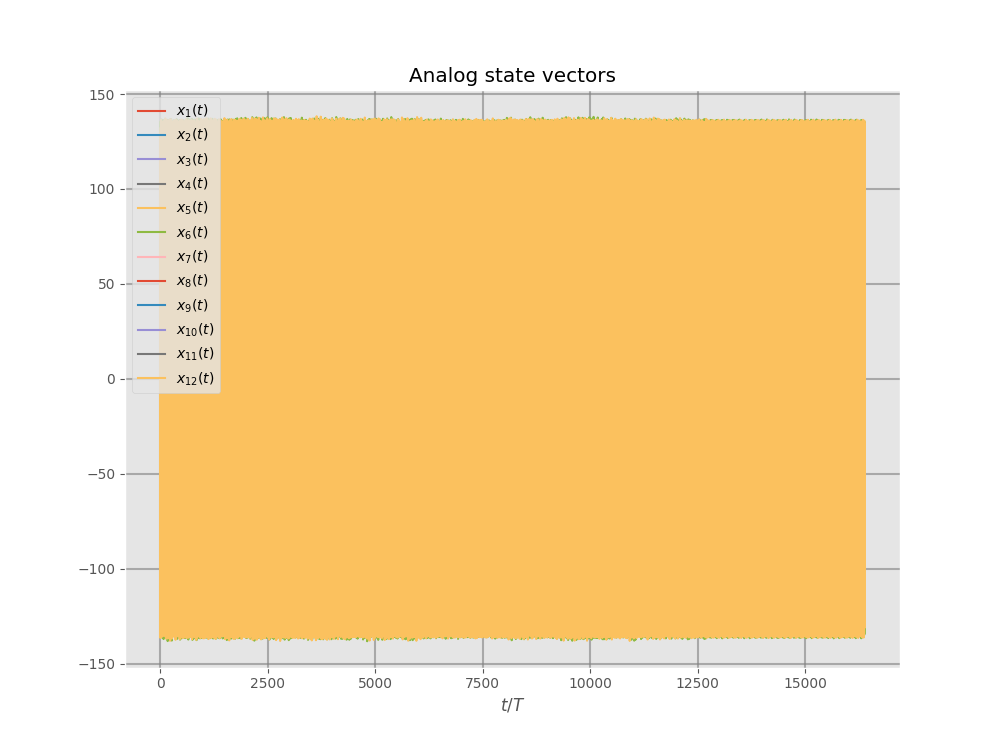 Analog state vectors
150
100
50
0
−50
−100
−150
x₁(t)
x₂(t)
x₃(t)
x₄(t)
x₅(t)
x₆(t)
x₇(t)
x₈(t)
x₉(t)
x₁₀(t)
x₁₁(t)
x₁₂(t)
0 2500 5000 7500 10000 12500 15000
t/T